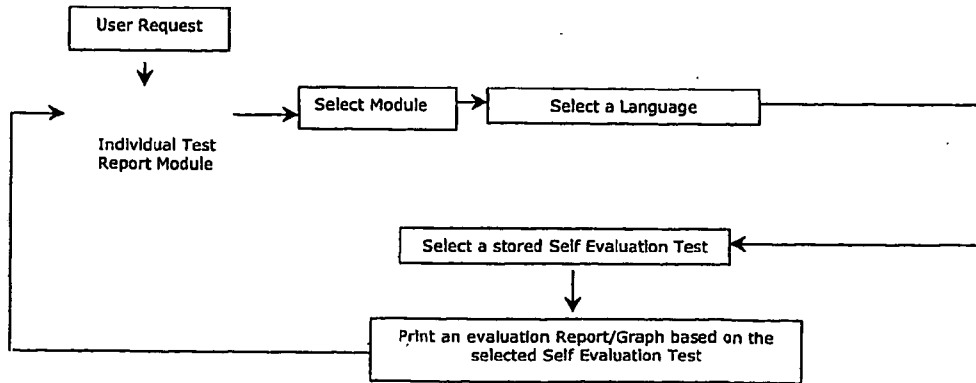 User Request
Select Module
Select a Language
Individual Test
Report Module
Select a stored Self Evaluation Test
Print an evaluation Report/Graph based on the
selected Self Evaluation Test